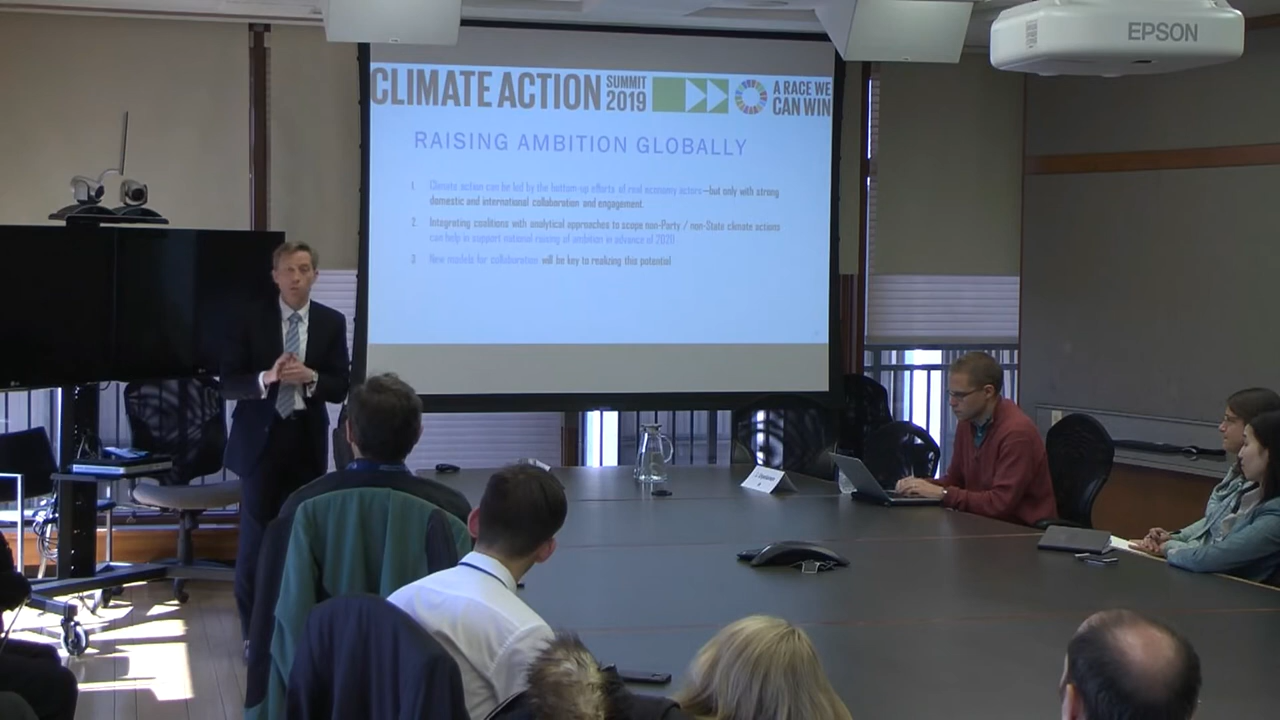 EPSON
CLIMATE ACTION SUMMIT 2019 A RACE WE CAN WIN
RAISING AMBITION GLOBALLY
1. Climate action can be led by the bottom-up efforts of real economy actors—but only with strong
domestic and international collaboration and engagement.
2. Integrating coalitions with analytical approaches to scope non-Party / non-State climate actions
can help in support national raising of ambition in advance of 2020
3. New models for collaboration will be key to realizing this potential